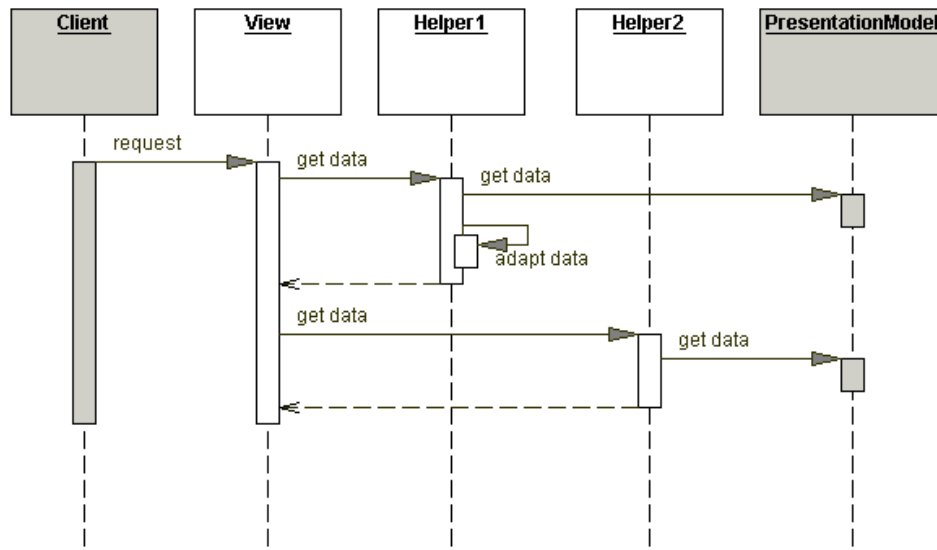 Client
View
Helper1
Helper2
PresentationModel
request
get data
get data
adapt data
get data
get data